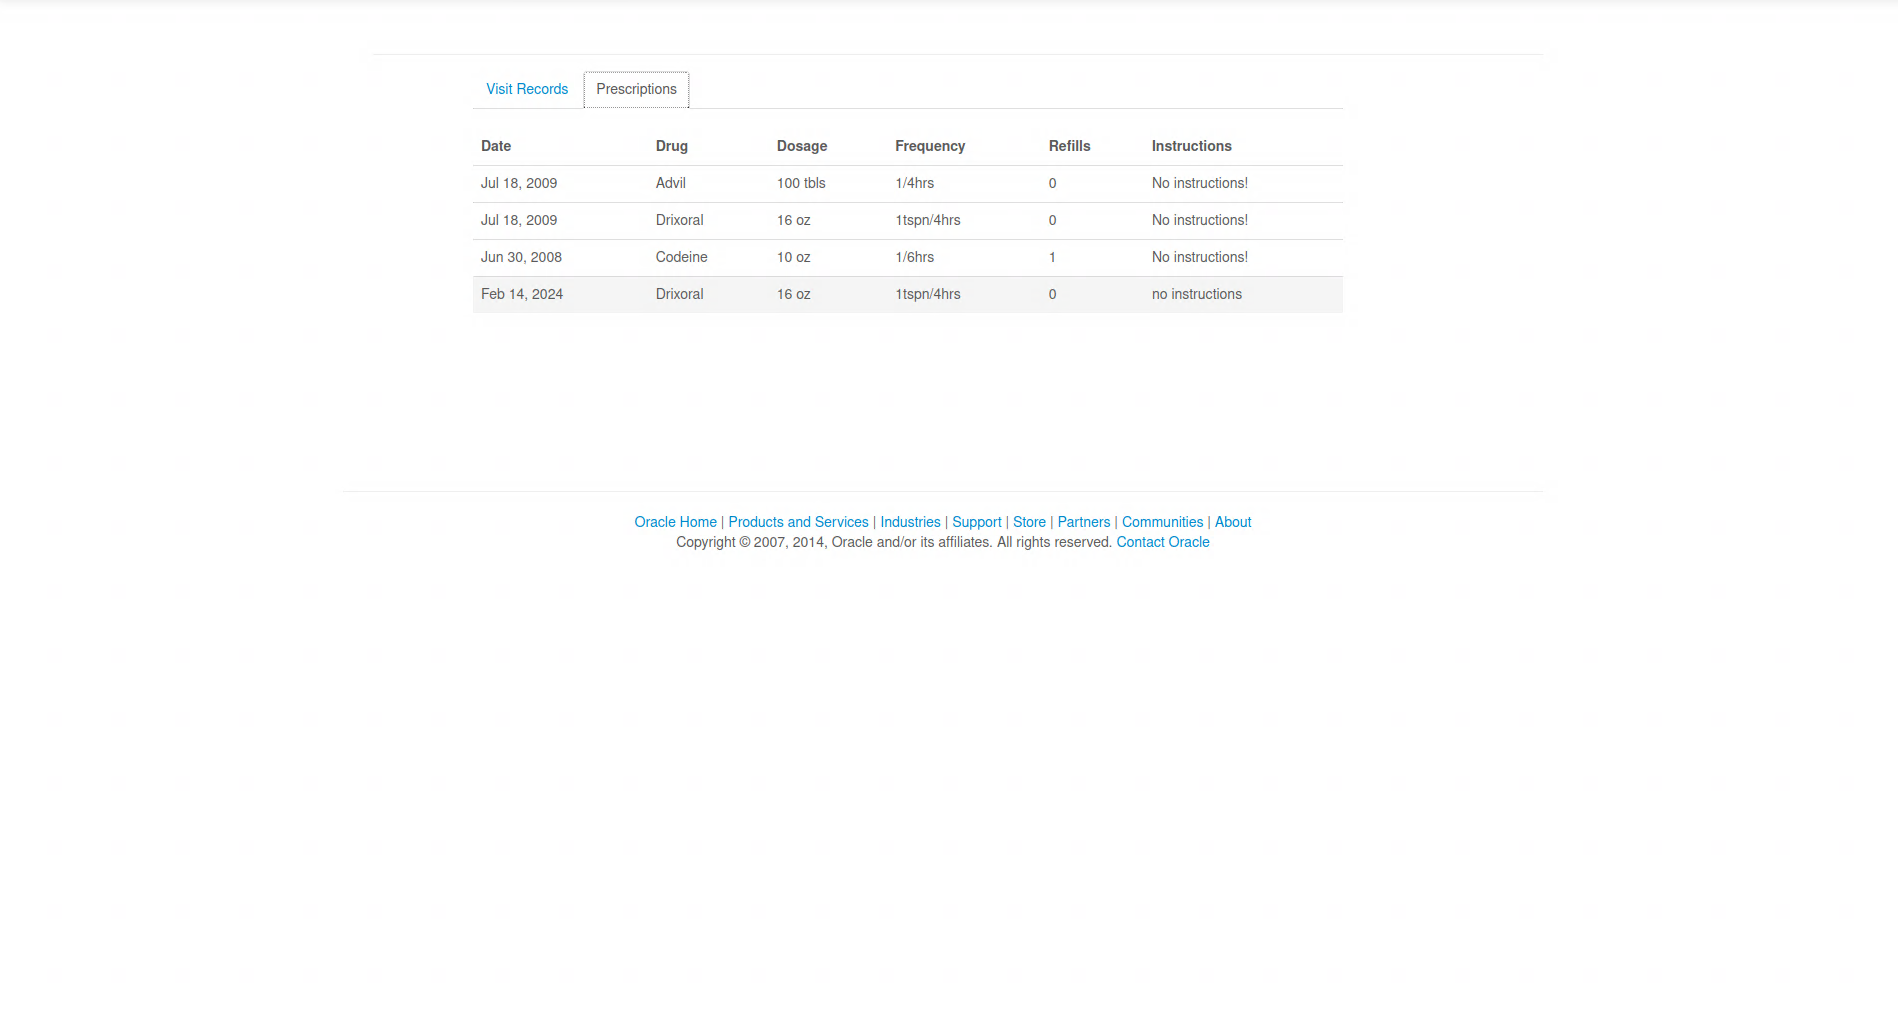 Visit Records Prescriptions
Date Drug Dosage Frequency Refills Instructions
Jul 18, 2009 Advil 100 tbls 1/4hrs 0 No instructions!
Jul 18, 2009 Drixoral 16 oz 1tspn/4hrs 0 No instructions!
Jun 30, 2008 Codeine 10 oz 1/6hrs 1 No instructions!
Feb 14, 2024 Drixoral 16 oz 1tspn/4hrs 0 no instructions
Oracle Home | Products and Services | Industries | Support | Store | Partners | Communities | About
Copyright © 2007, 2014, Oracle and/or its affiliates. All rights reserved. Contact Oracle